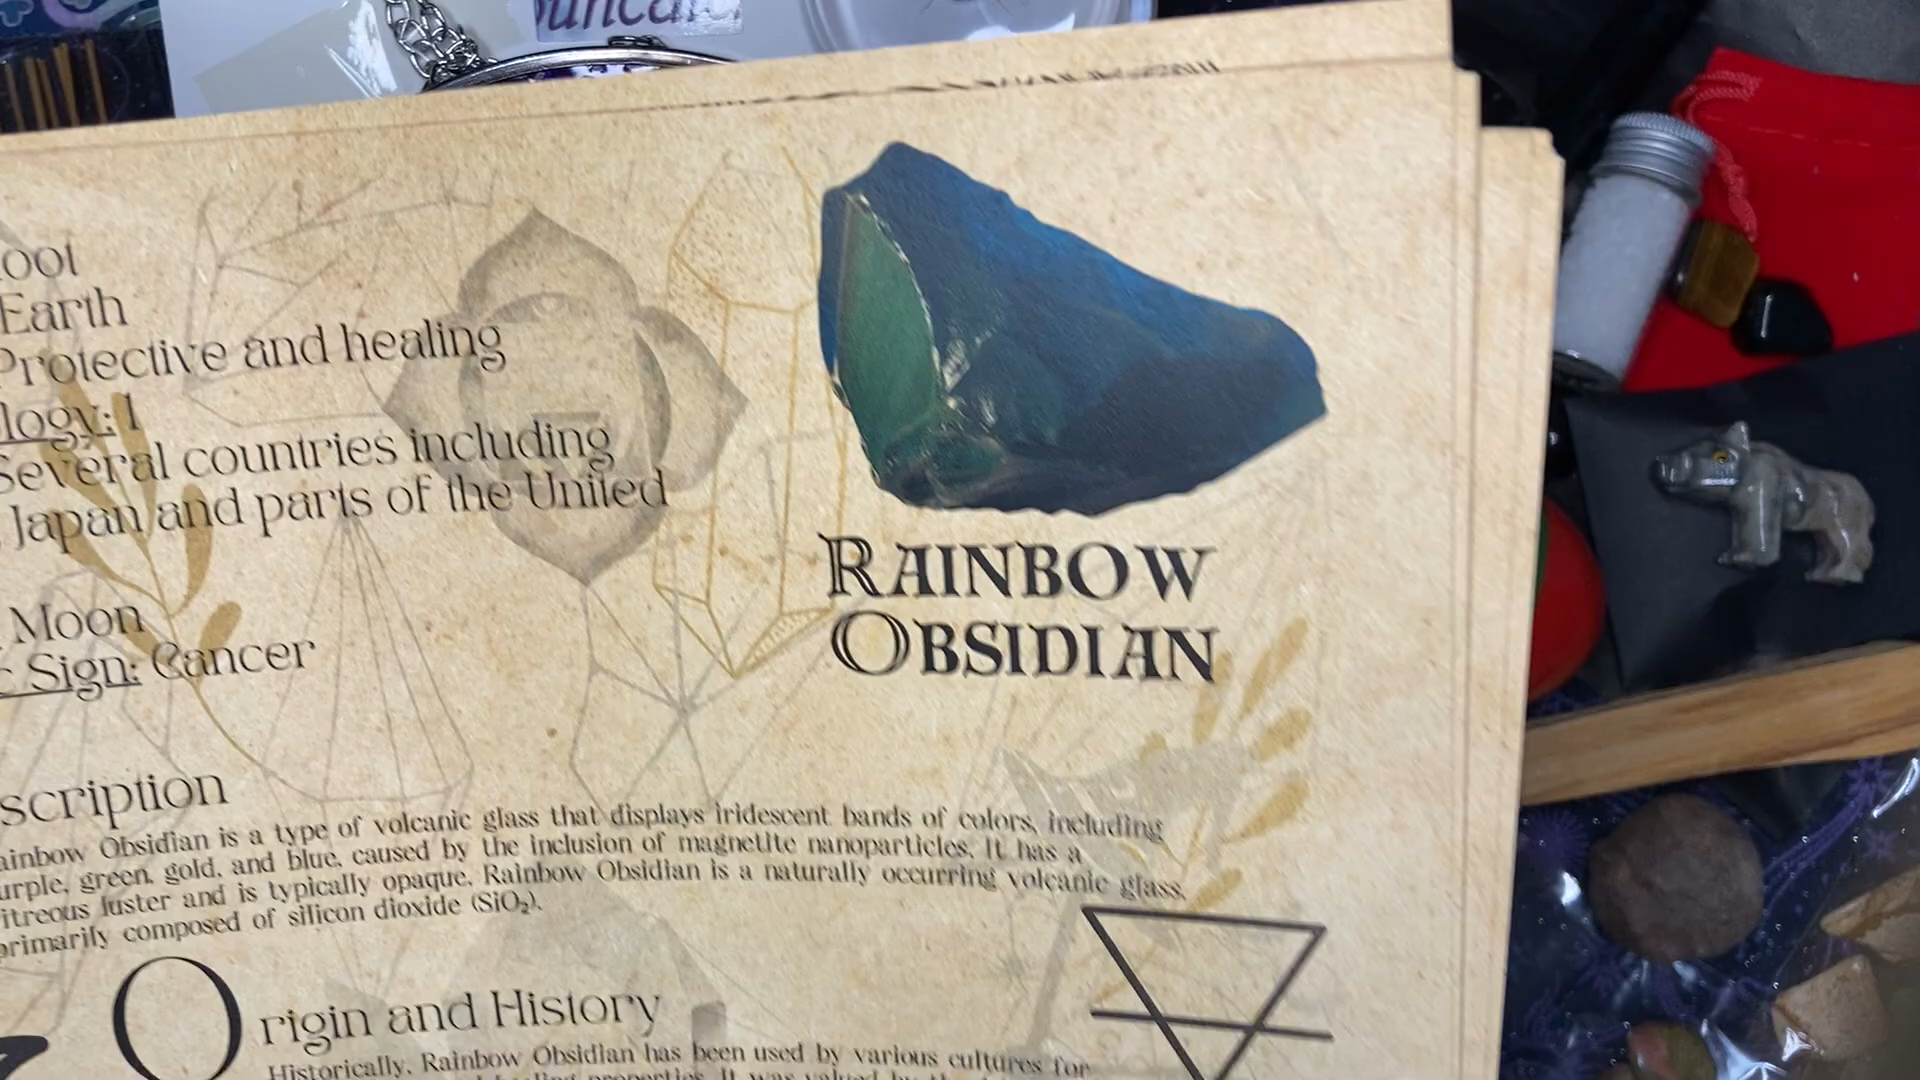 Earth
Protective and healing
logy: 1
Several countries including
Japan and parts of the United
Moon
Sign: Cancer
RAINBOW
OBSIDIAN
scription
ainbow Obsidian is a type of volcanic glass that displays iridescent bands of colors, including
urple, green, gold, and blue, caused by the inclusion of magnetite nanoparticles. It has a
itreous luster and is typically opaque. Rainbow Obsidian is a naturally occurring volcanic glass,
primarily composed of silicon dioxide (SiO₂).
Origin and History
Historically, Rainbow Obsidian has been used by various cultures for